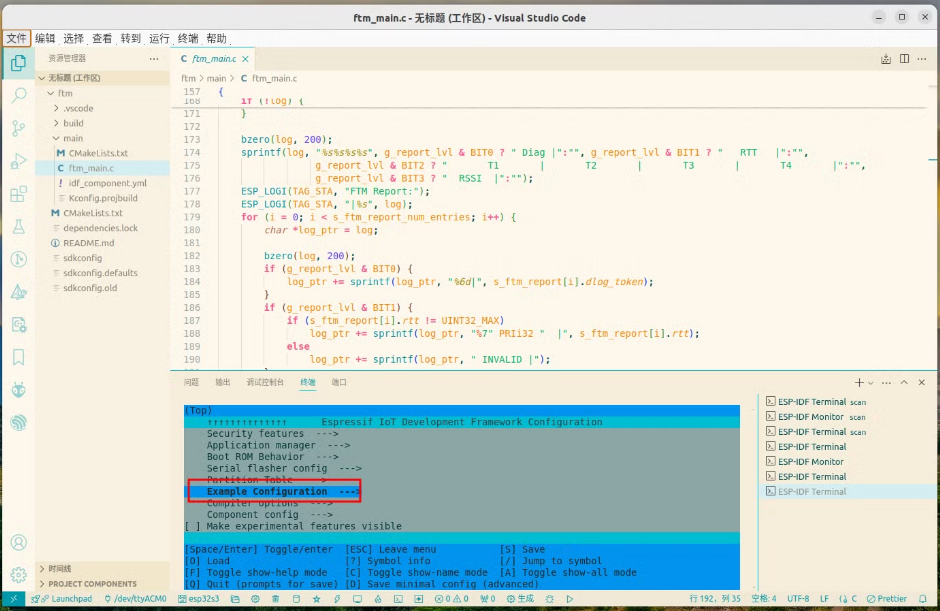 ftm_main.c - 无标题 (工作区) - Visual Studio Code
文件 编辑 选择 查看 转到 运行 终端 帮助
资源管理器 ···
无标题 (工作区)
ftm
.vscode
build
main
M CMakeLists.txt
C ftm_main.c
! idf_component.yml
Kconfig.projbuild
M CMakeLists.txt
dependencies.lock
README.md
sdkconfig
sdkconfig.defaults
sdkconfig.old
时间线
PROJECT COMPONENTS
C ftm_main.c ×
ftm > main > C ftm_main.c
157 {
168 if (!log) {
171 }
172
173 bzero(log, 200);
174 sprintf(log, "%s%s%s%s", g_report_lvl & BIT0 ? " Diag |":"", g_report_lvl & BIT1 ? "   RTT   |":"",
175 g_report_lvl & BIT2 ? "       T1       |       T2       |       T3       |       T4       |":"",
176 g_report_lvl & BIT3 ? "  RSSI  |":"");
177 ESP_LOGI(TAG_STA, "FTM Report:");
178 ESP_LOGI(TAG_STA, "|%s", log);
179 for (i = 0; i < s_ftm_report_num_entries; i++) {
180 char *log_ptr = log;
181
182 bzero(log, 200);
183 if (g_report_lvl & BIT0) {
184 log_ptr += sprintf(log_ptr, "%6d|", s_ftm_report[i].dlog_token);
185 }
186 if (g_report_lvl & BIT1) {
187 if (s_ftm_report[i].rtt != UINT32_MAX)
188 log_ptr += sprintf(log_ptr, "%7" PRIi32 "  |", s_ftm_report[i].rtt);
189 else
190 log_ptr += sprintf(log_ptr, " INVALID |");
问题 输出 调试控制台 终端 端口
(Top)
↑↑↑↑↑↑↑↑↑↑↑↑↑↑ Espressif IoT Development Framework Configuration
Security features --->
Application manager --->
Boot ROM Behavior --->
Serial flasher config --->
Partition Table --->
Example Configuration --->
Compiler options --->
Component config --->
[ ] Make experimental features visible
[Space/Enter] Toggle/enter [ESC] Leave menu [S] Save
[O] Load [?] Symbol info [/] Jump to symbol
[F] Toggle show-help mode [C] Toggle show-name mode [A] Toggle show-all mode
[Q] Quit (prompts for save) [D] Save minimal config (advanced)
ESP-IDF Terminal scan
ESP-IDF Monitor scan
ESP-IDF Terminal scan
ESP-IDF Terminal
ESP-IDF Monitor
ESP-IDF Terminal
ESP-IDF Terminal
Launchpad /dev/ttyACM0 esp32s3 0 0 0 生成 行 192，列 35 空格: 4 UTF-8 LF C Prettier